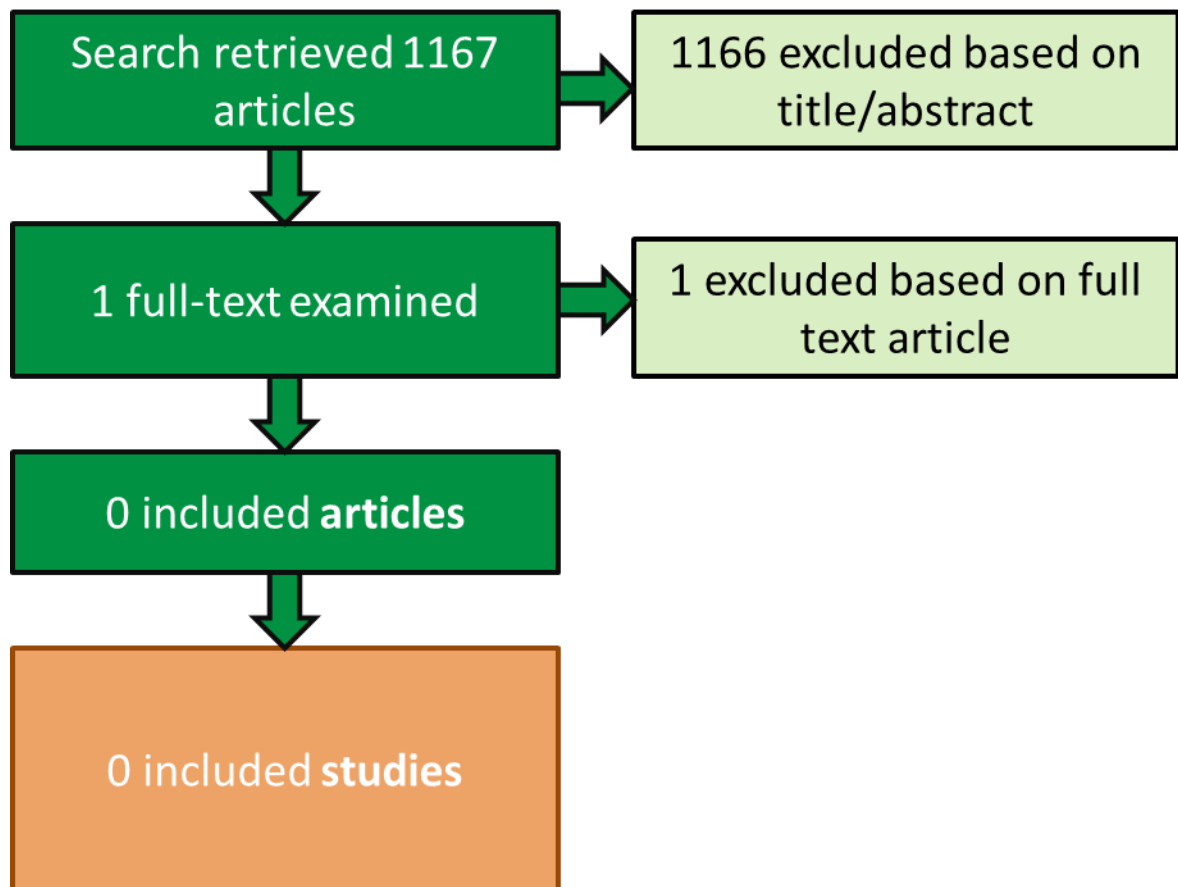 Search retrieved 1167
articles
1166 excluded based on
title/abstract
1 full-text examined
1 excluded based on full
text article
0 included articles
0 included studies